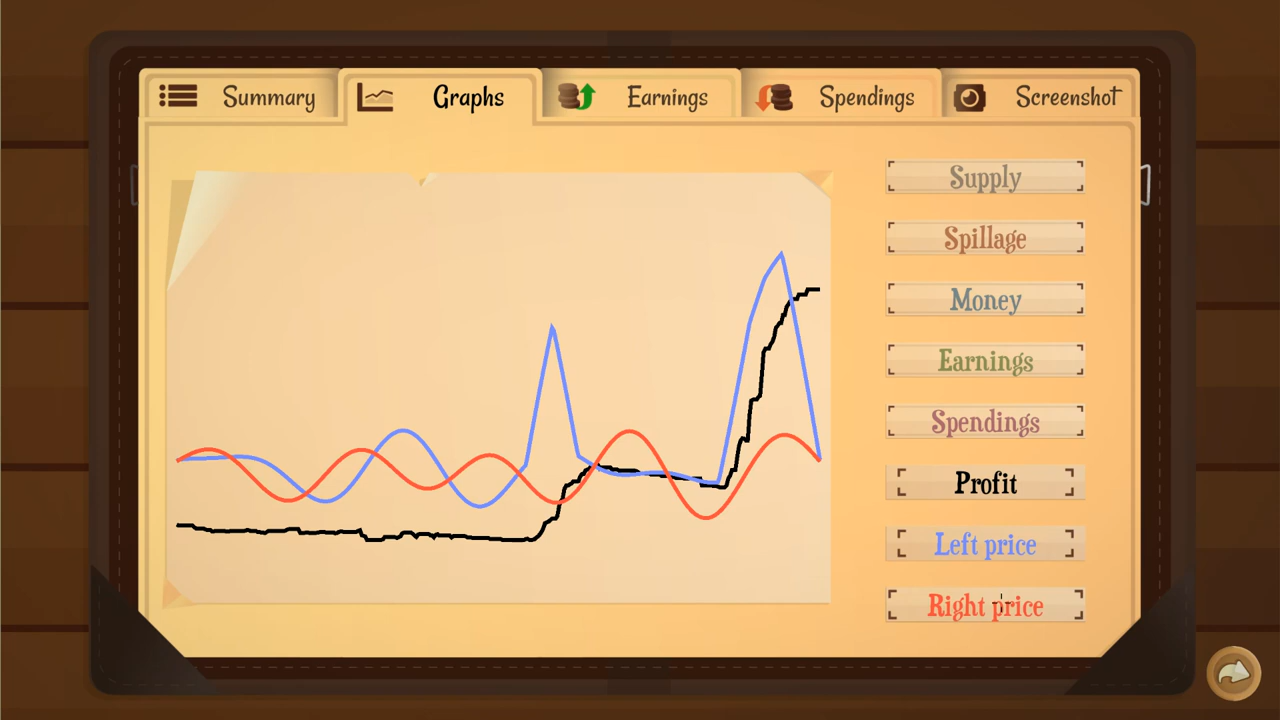 Summary
Graphs
Earnings
Spendings
Screenshot
Supply
Spillage
Money
Earnings
Spendings
Profit
Left price
Right price